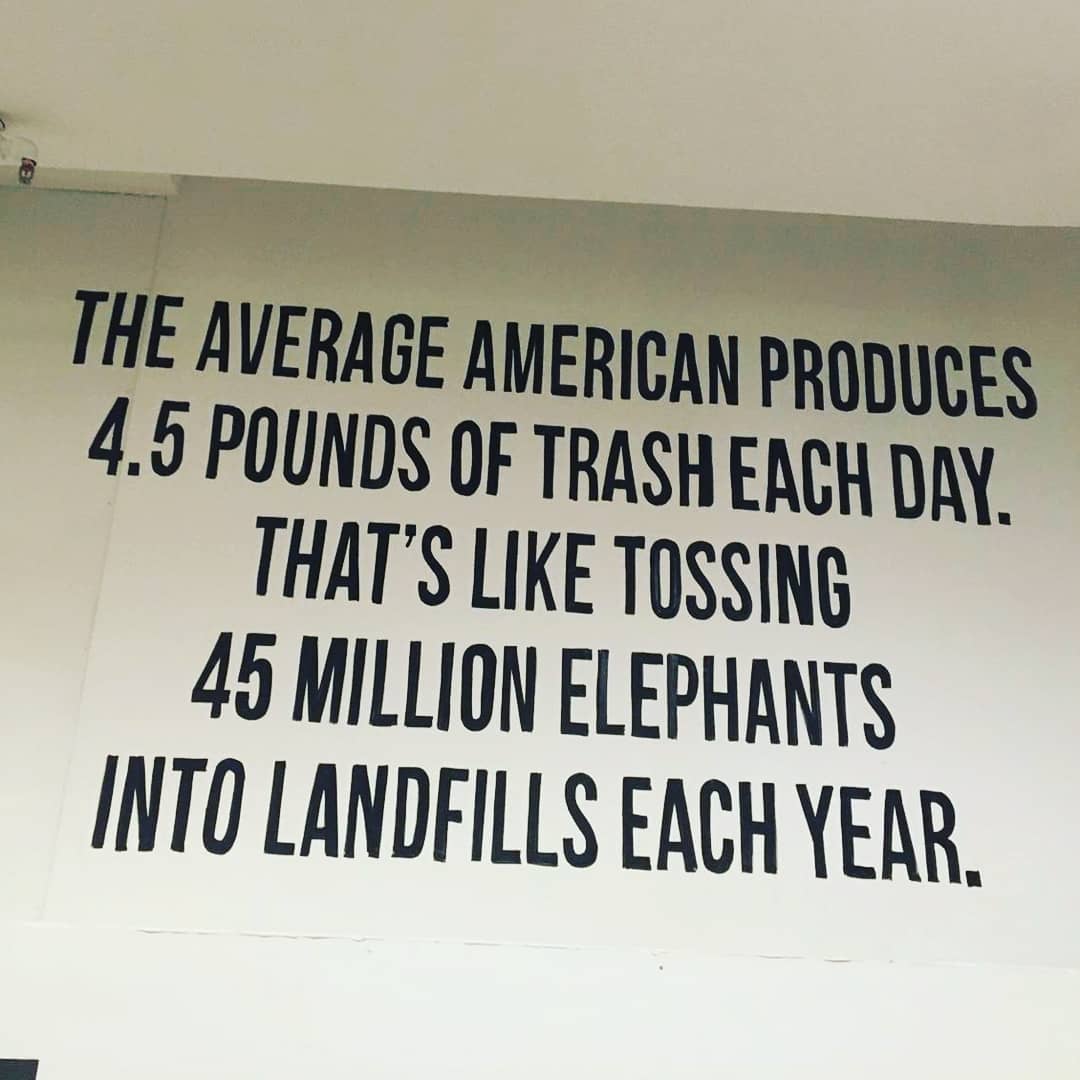 THE AVERAGE AMERICAN PRODUCES
4.5 POUNDS OF TRASH EACH DAY.
THAT'S LIKE TOSSING
45 MILLION ELEPHANTS
INTO LANDFILLS EACH YEAR.